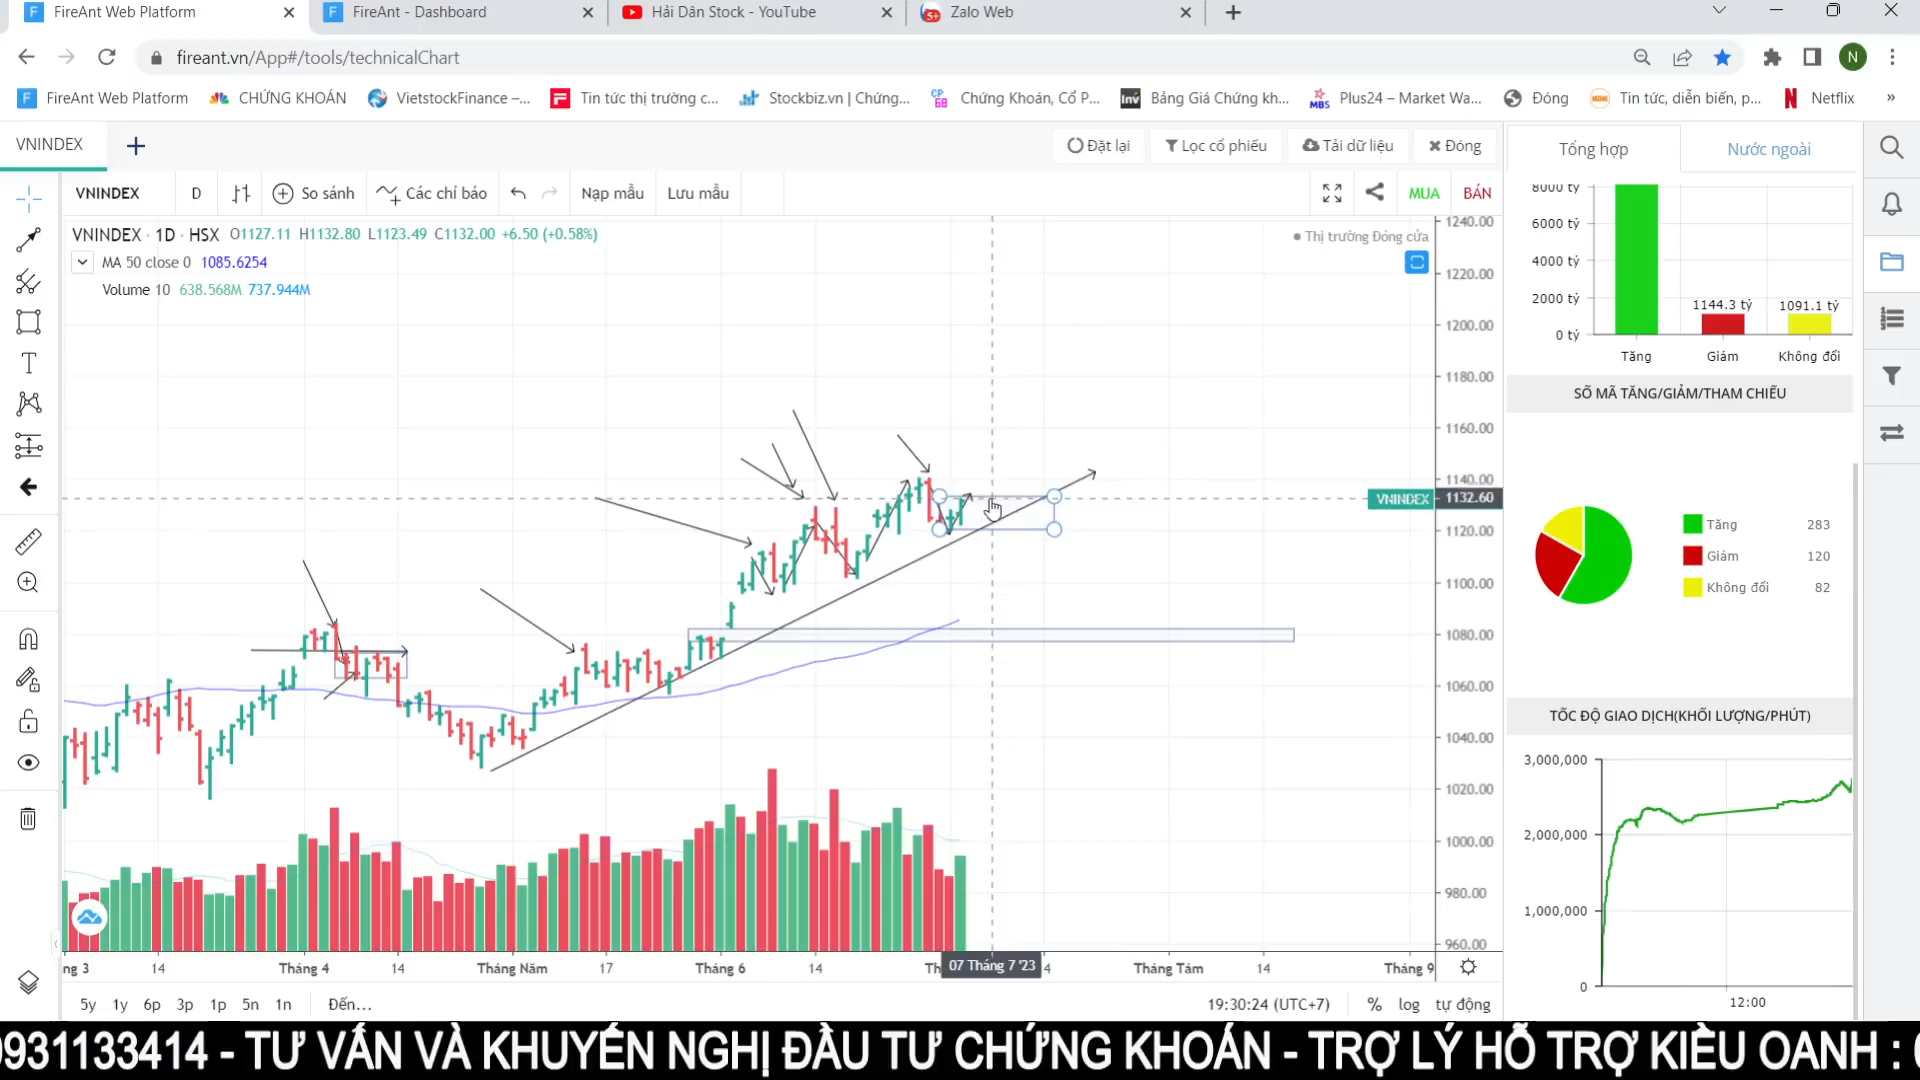 FireAnt Web Platform
FireAnt - Dashboard
Hải Dân Stock - YouTube
Zalo Web
fireant.vn/App#/tools/technicalChart
N
FireAnt Web Platform
CHỨNG KHOÁN
VietstockFinance –...
Tin tức thị trường c...
Stockbiz.vn | Chứng...
Chứng Khoán, Cổ P...
Bảng Giá Chứng kh...
Plus24 – Market Wa...
Đóng
Tin tức, diễn biến, p...
Netflix
»
VNINDEX
Đặt lại
Lọc cổ phiếu
Tải dữ liệu
Đóng
Tổng hợp
Nước ngoài
VNINDEX
D
So sánh
Các chỉ báo
Nạp mẫu
Lưu mẫu
MUA
BÁN
VNINDEX · 1D · HSX O1127.11 H1132.80 L1123.49 C1132.00 +6.50 (+0.58%)
Thị trường Đóng cửa
MA 50 close 0 1085.6254
Volume 10 638.568M 737.944M
1240.00
1220.00
1200.00
1180.00
1160.00
1140.00
VNINDEX 1132.60
1120.00
1100.00
1080.00
1060.00
1040.00
1020.00
1000.00
980.00
960.00
ng 3
14
Tháng 4
14
Tháng Năm
17
Tháng 6
14
Th
07 Tháng 7 '23
4
Tháng Tám
14
Tháng 9
5y 1y 6p 3p 1p 5n 1n Đến...
19:30:24 (UTC+7) % log tự động
8000 tỷ
6000 tỷ
4000 tỷ
2000 tỷ
0 tỷ
1144.3 tỷ
1091.1 tỷ
Tăng
Giảm
Không đổi
SỐ MÃ TĂNG/GIẢM/THAM CHIẾU
Tăng 283
Giảm 120
Không đổi 82
TỐC ĐỘ GIAO DỊCH(KHỐI LƯỢNG/PHÚT)
3,000,000
2,000,000
1,000,000
0
12:00
0931133414 - TƯ VẤN VÀ KHUYẾN NGHỊ ĐẦU TƯ CHỨNG KHOÁN - TRỢ LÝ HỖ TRỢ KIỀU OANH : 0